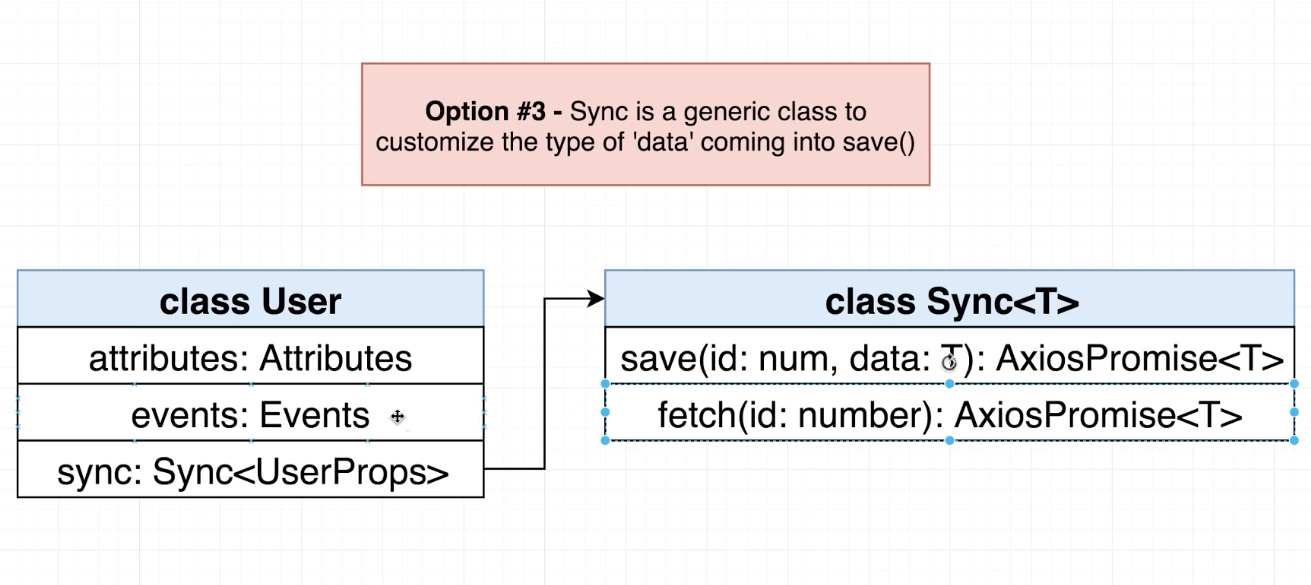 Option #3 - Sync is a generic class to
customize the type of 'data' coming into save()
class User
attributes: Attributes
events: Events
sync: Sync<UserProps>
class Sync<T>
save(id: num, data: T): AxiosPromise<T>
fetch(id: number): AxiosPromise<T>